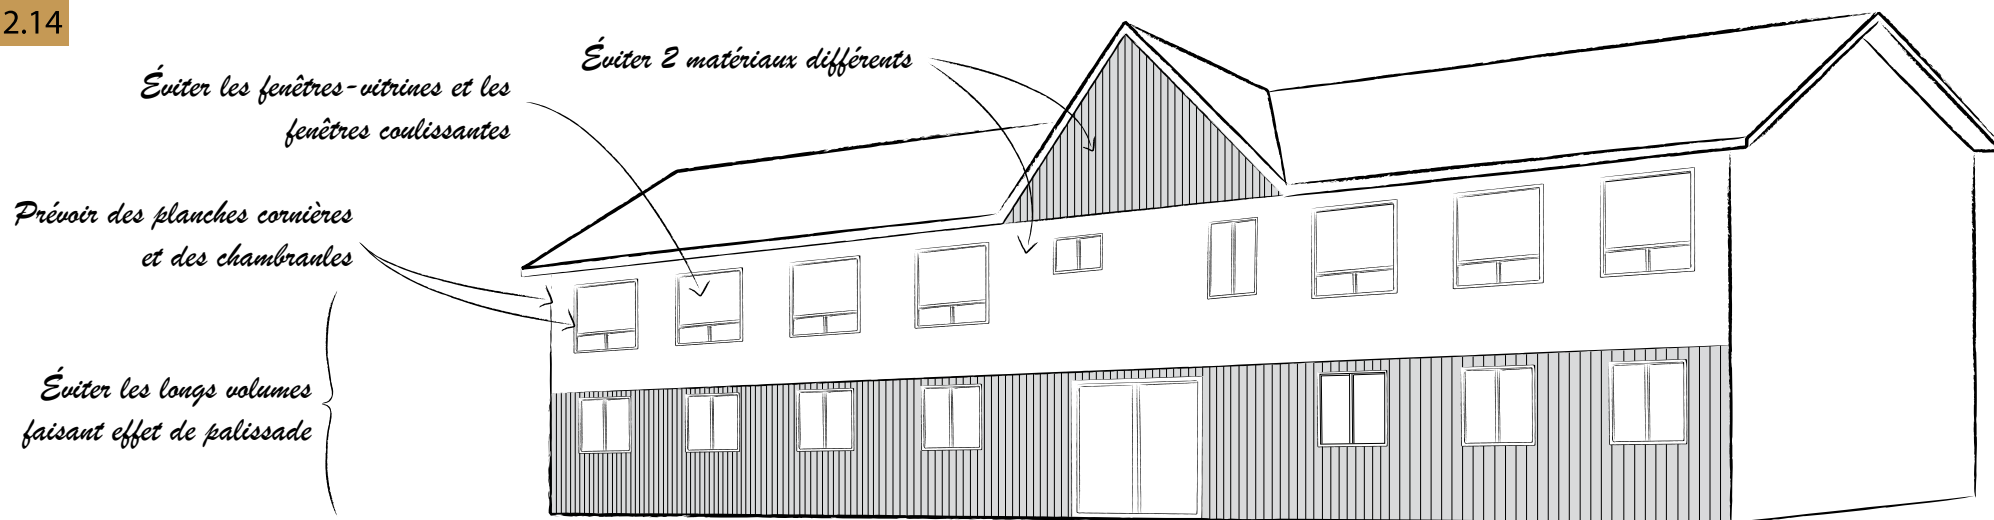 2.14
Éviter 2 matériaux différents
Éviter les fenêtres-vitrines et les
fenêtres coulissantes
Prévoir des planches cornières
et des chambranles
Éviter les longs volumes
faisant effet de palissade